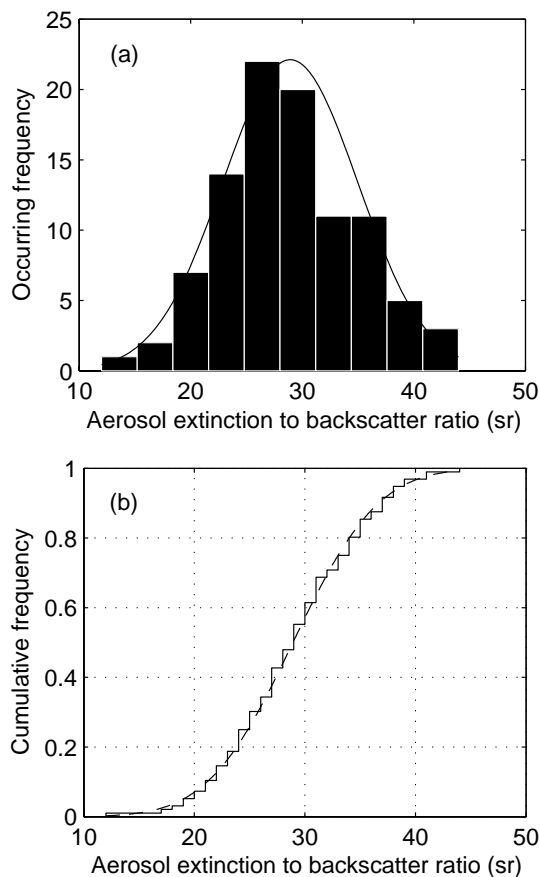 25
(a)
20
15
10
5
0
Occurring frequency
10 20 30 40 50
Aerosol extinction to backscatter ratio (sr)
1
(b)
0.8
0.6
0.4
0.2
0
Cumulative frequency
10 20 30 40 50
Aerosol extinction to backscatter ratio (sr)